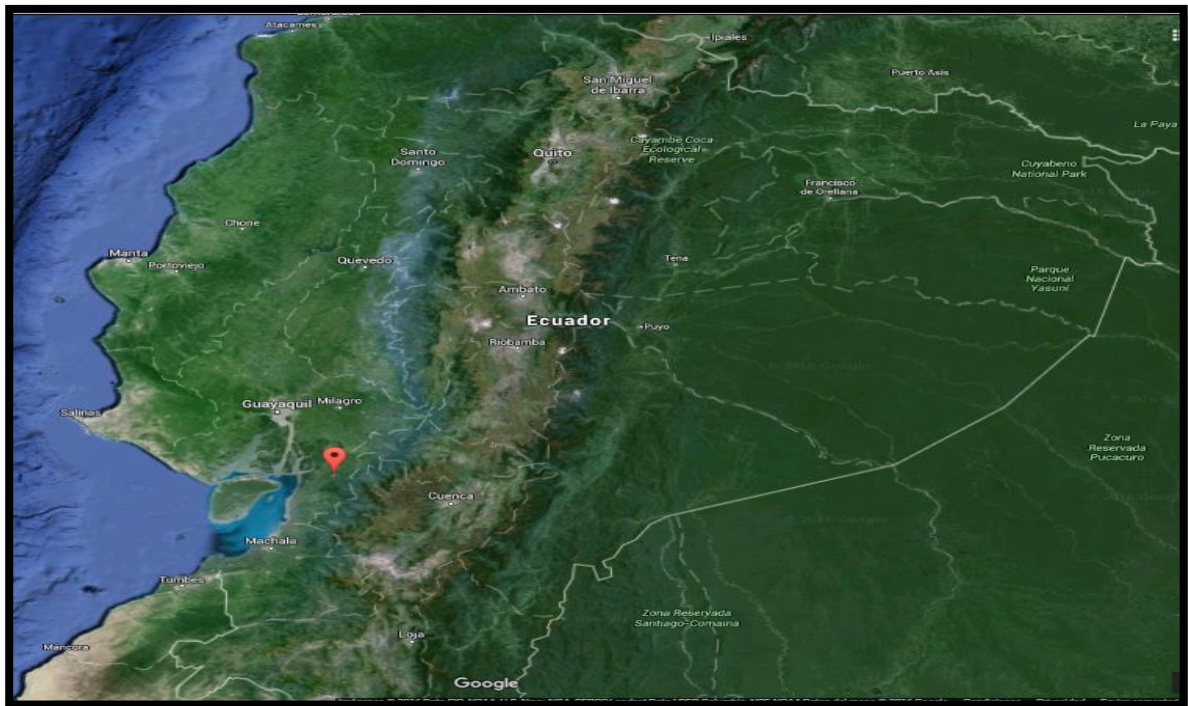 Atacames
Ipiales
San Miguel
de Ibarra
Puerto Asis
La Paya
Santo
Domingo
Quito
Cayambe Coca
Ecological
Reserve
Cuyabeno
National Park
Francisco
de Orellana
Chone
Manta
Portoviejo
Quevedo
Tena
Parque
Nacional
Yasuní
Ambato
Ecuador
Puyo
Riobamba
Salinas
Guayaquil
Milagro
Zona
Reservada
Pucacuro
Cuenca
Machala
Tumbes
Zona Reservada
Santiago-Comaina
Loja
Mancora
Google